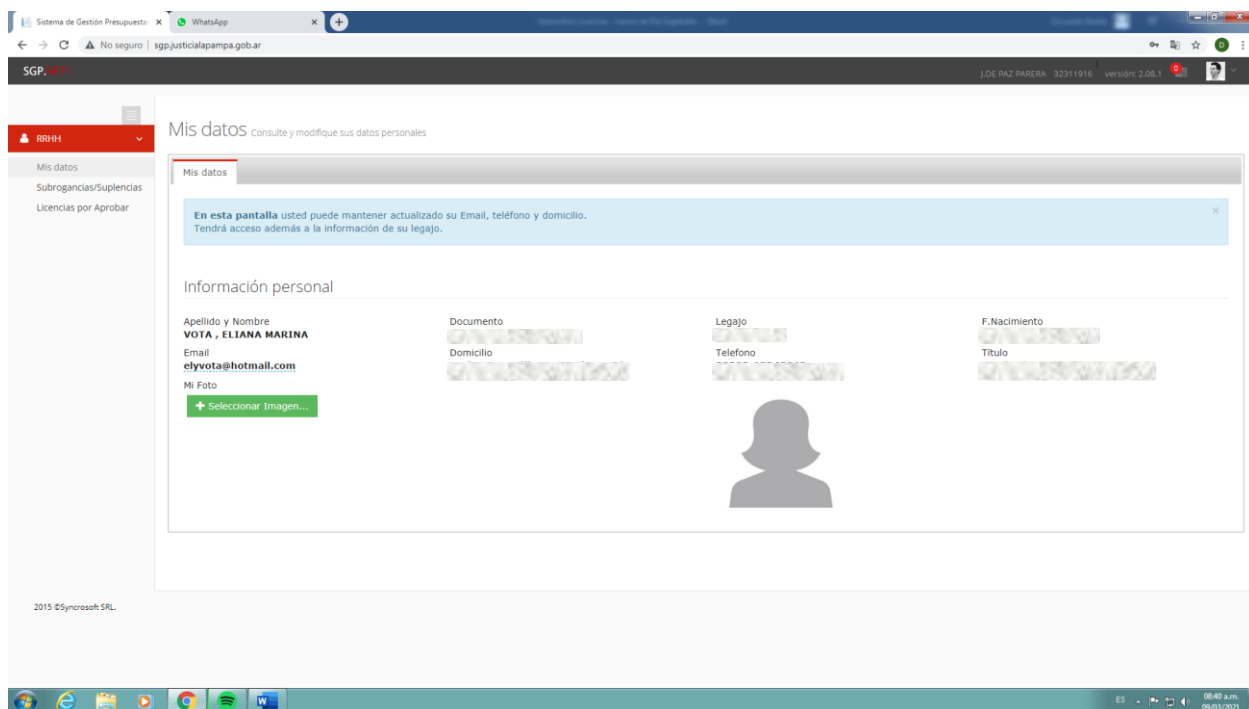 Sistema de Gestión Presupuesta
WhatsApp
No seguro
sgp.justicialapampa.gob.ar
SGP.
J.DE PAZ PARERA 32311916 versión: 2.08.1 0
RRHH
Mis datos
Subrogancias/Suplencias
Licencias por Aprobar
Mis datos Consulte y modifique sus datos personales
Mis datos
En esta pantalla usted puede mantener actualizado su Email, teléfono y domicilio.
Tendrá acceso además a la información de su legajo.
Información personal
Apellido y Nombre
VOTA , ELIANA MARINA
Documento
Legajo
F.Nacimiento
Email
elyvota@hotmail.com
Domicilio
Telefono
Título
Mi Foto
Seleccionar Imagen...
2015 ©Syncrosoft SRL.
ES
08:40 a.m.
09/03/2021